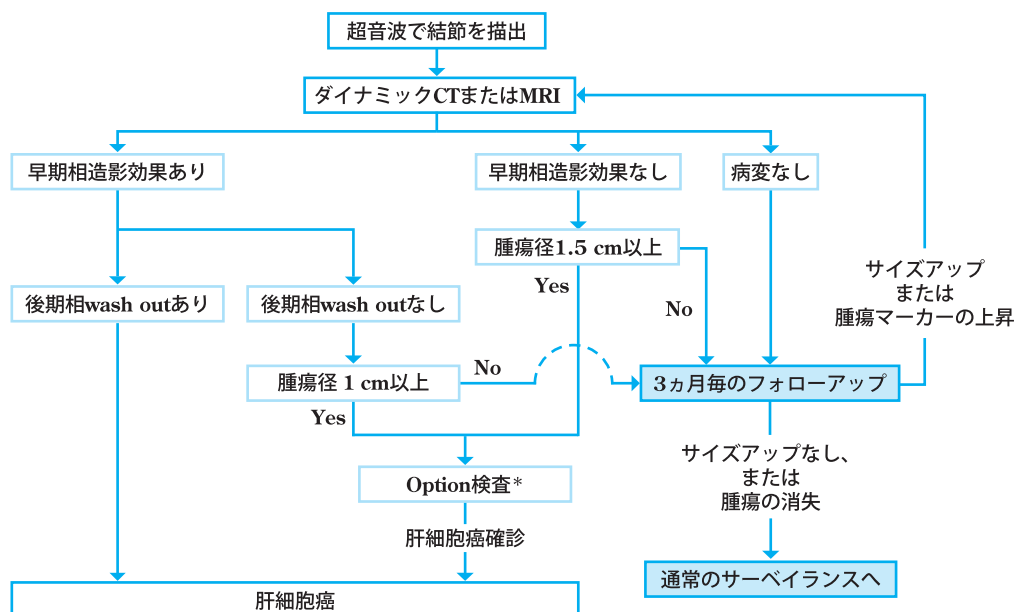 超音波で結節を描出
ダイナミックCTまたはMRI
早期相造影効果あり
早期相造影効果なし
病変なし
腫瘍径1.5 cm以上
Yes
No
サイズアップ
または
腫瘍マーカーの上昇
後期相wash outあり
後期相wash outなし
腫瘍径 1 cm以上
No
Yes
3ヵ月毎のフォローアップ
サイズアップなし、
または
腫瘍の消失
Option検査*
肝細胞癌確診
通常のサーベイランスへ
肝細胞癌